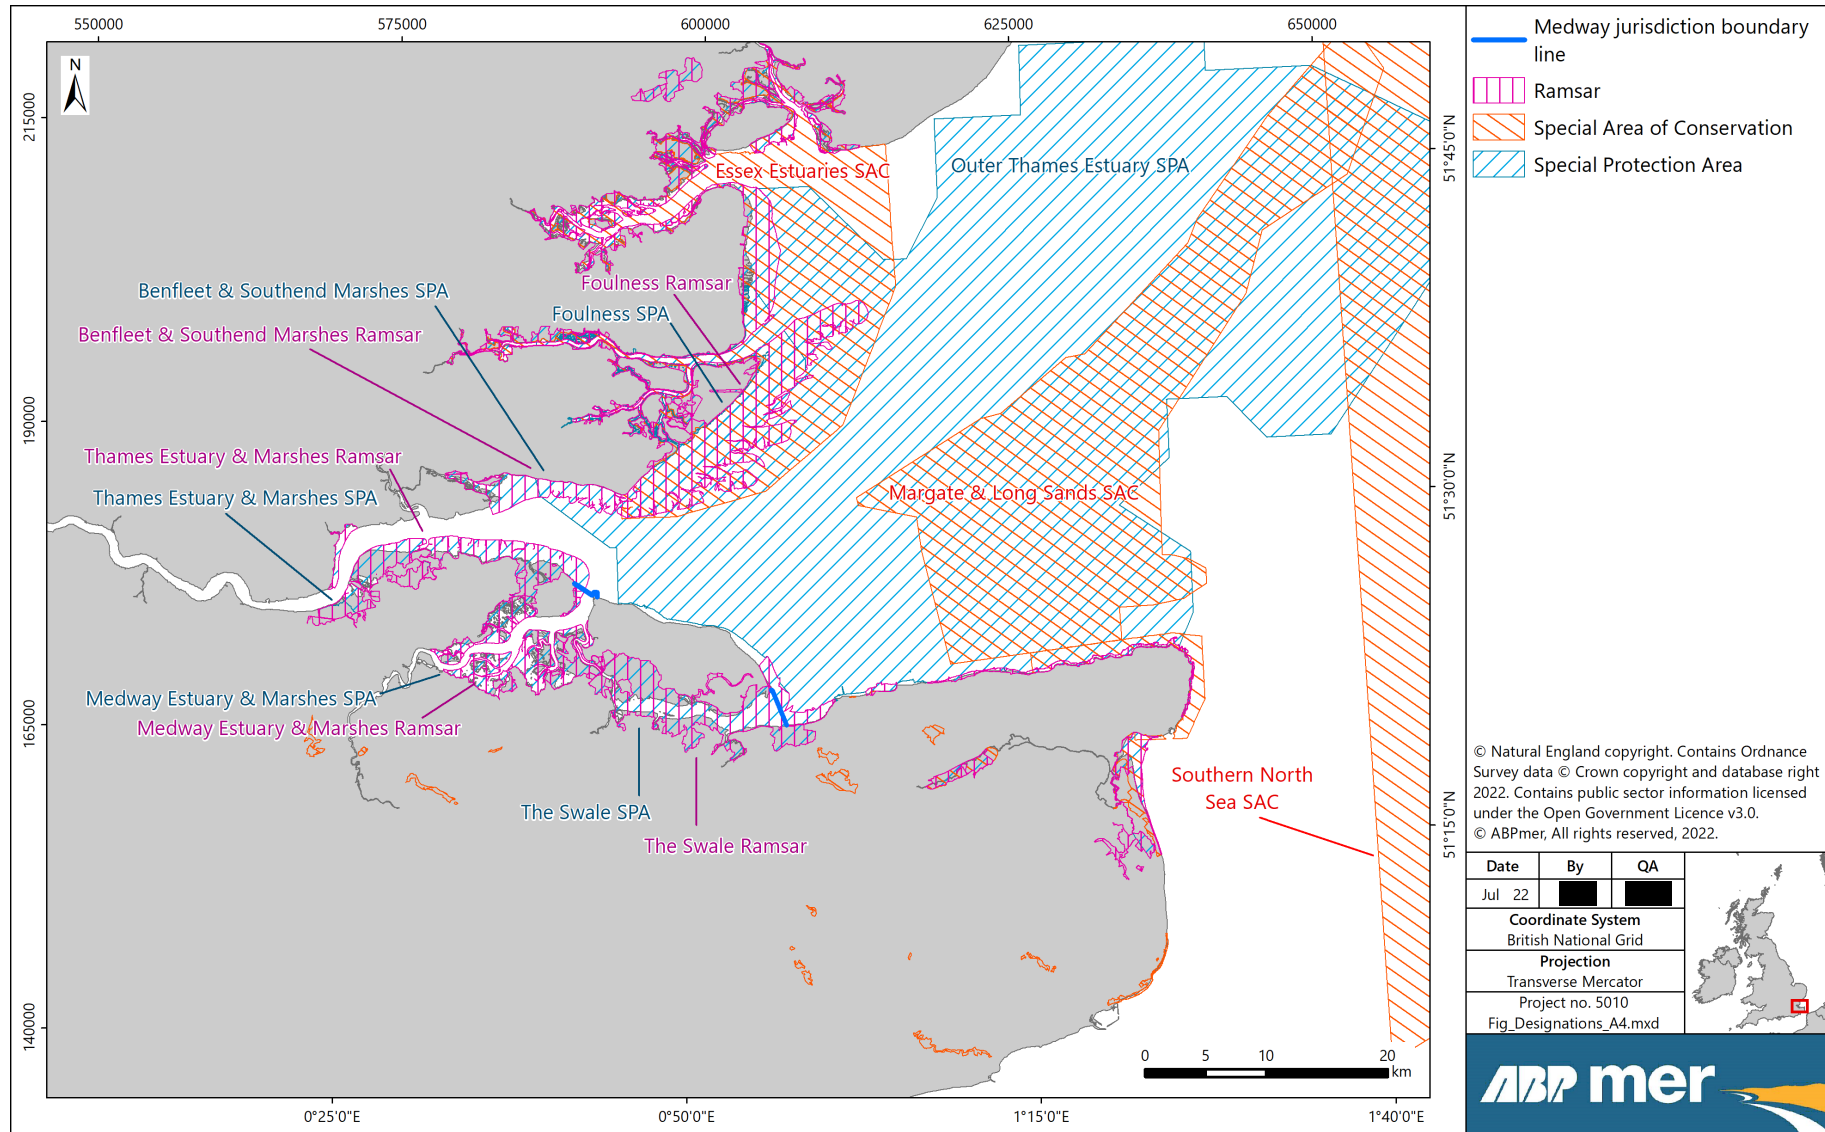 550000
575000
600000
625000
650000
215000
190000
165000
140000
N
Essex Estuaries SAC
Outer Thames Estuary SPA
Benfleet & Southend Marshes SPA
Foulness Ramsar
Foulness SPA
Benfleet & Southend Marshes Ramsar
Thames Estuary & Marshes Ramsar
Thames Estuary & Marshes SPA
Margate & Long Sands SAC
Medway Estuary & Marshes SPA
Medway Estuary & Marshes Ramsar
The Swale SPA
The Swale Ramsar
Southern North
Sea SAC
51°45'0"N
51°30'0"N
51°15'0"N
0 5 10 20
km
0°25'0"E
0°50'0"E
1°15'0"E
1°40'0"E
Medway jurisdiction boundary
line
Ramsar
Special Area of Conservation
Special Protection Area
© Natural England copyright. Contains Ordnance
Survey data © Crown copyright and database right
2022. Contains public sector information licensed
under the Open Government Licence v3.0.
© ABPmer, All rights reserved, 2022.
Date By QA
Jul 22
Coordinate System
British National Grid
Projection
Transverse Mercator
Project no. 5010
Fig_Designations_A4.mxd
ABP mer